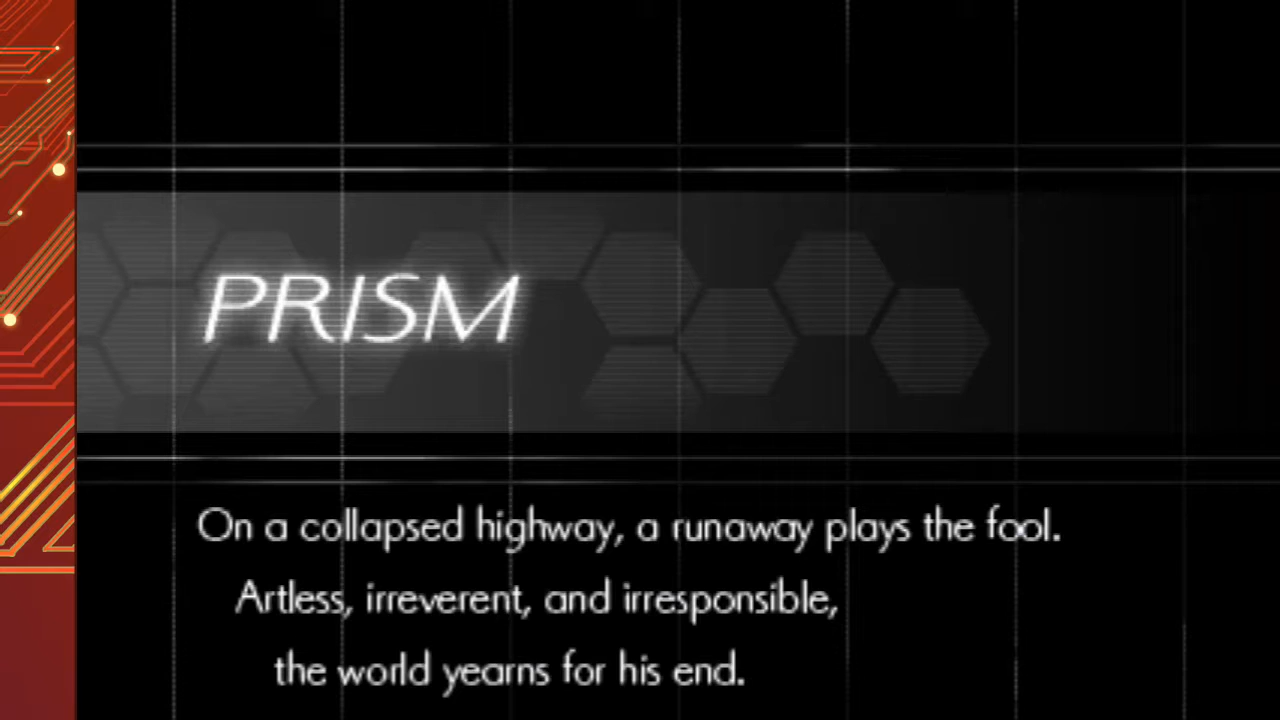 PRISM
On a collapsed highway, a runaway plays the fool.
Artless, irreverent, and irresponsible,
the world yearns for his end.